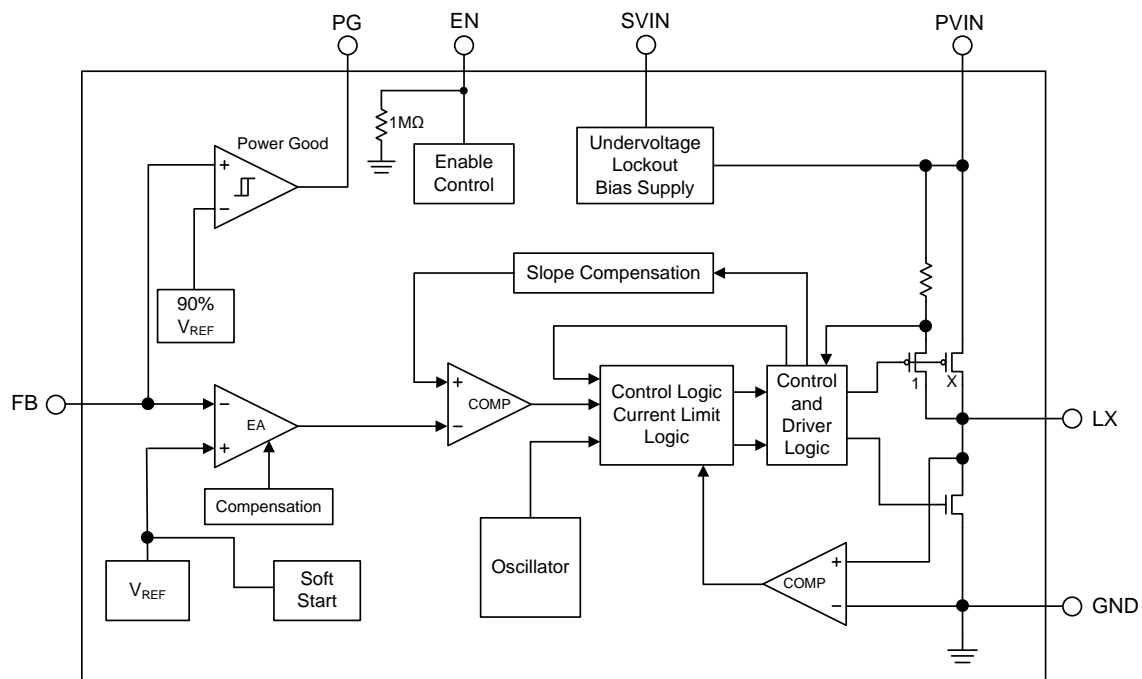 PG
EN
SVIN
PVIN
1MΩ
Power Good
+
−
Enable
Control
Undervoltage
Lockout
Bias Supply
Slope Compensation
90%
VREF
FB
−
EA
+
+
COMP
−
Control Logic
Current Limit
Logic
Control
and
Driver
Logic
1
X
LX
Compensation
VREF
Soft
Start
Oscillator
+
COMP
−
GND